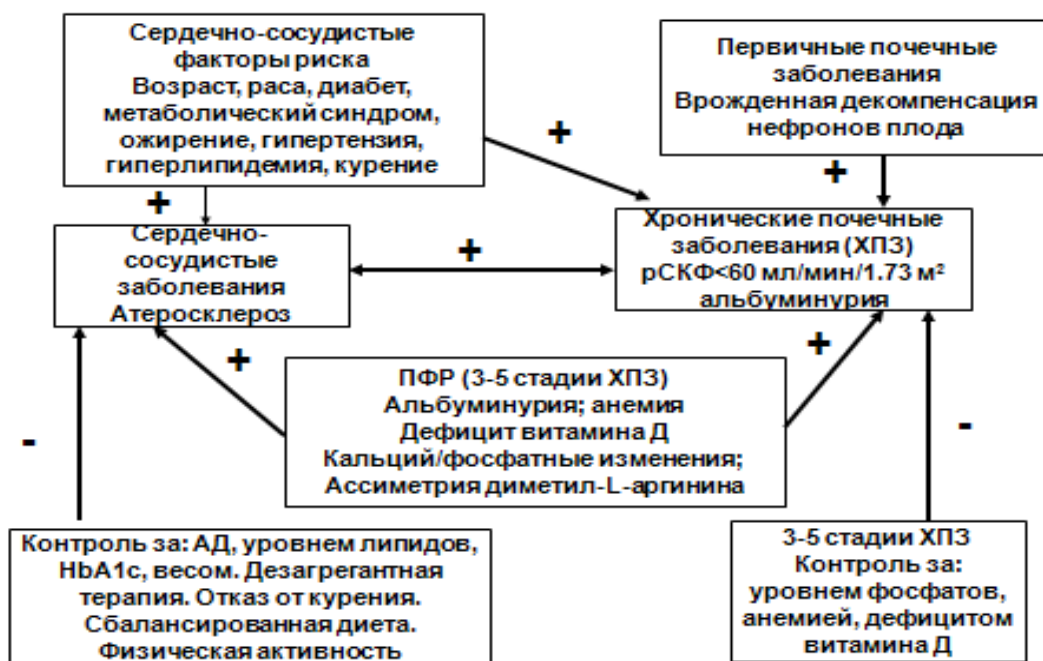 Сердечно-сосудистые
факторы риска
Возраст, раса, диабет,
метаболический синдром,
ожирение, гипертензия,
гиперлипидемия, курение
Первичные почечные
заболевания
Врожденная декомпенсация
нефронов плода
+
+
+
Сердечно-
сосудистые
заболевания
Атеросклероз
+
Хронические почечные
заболевания (ХПЗ)
рСКФ<60 мл/мин/1.73 м²
альбуминурия
+
+
ПФР (3-5 стадии ХПЗ)
Альбуминурия; анемия
Дефицит витамина Д
Кальций/фосфатные изменения;
Ассиметрия диметил-L-аргинина
-
-
Контроль за: АД, уровнем липидов,
HbA1c, весом. Дезагрегантная
терапия. Отказ от курения.
Сбалансированная диета.
Физическая активность
3-5 стадии ХПЗ
Контроль за:
уровнем фосфатов,
анемией, дефицитом
витамина Д